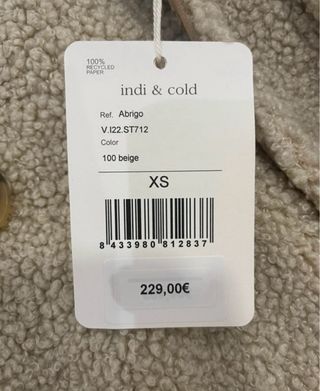 100%
RECYCLED
PAPER
indi & cold
Ref. Abrigo
V.I22.ST712
Color
100 beige
XS
8 433980 812837
229,00€